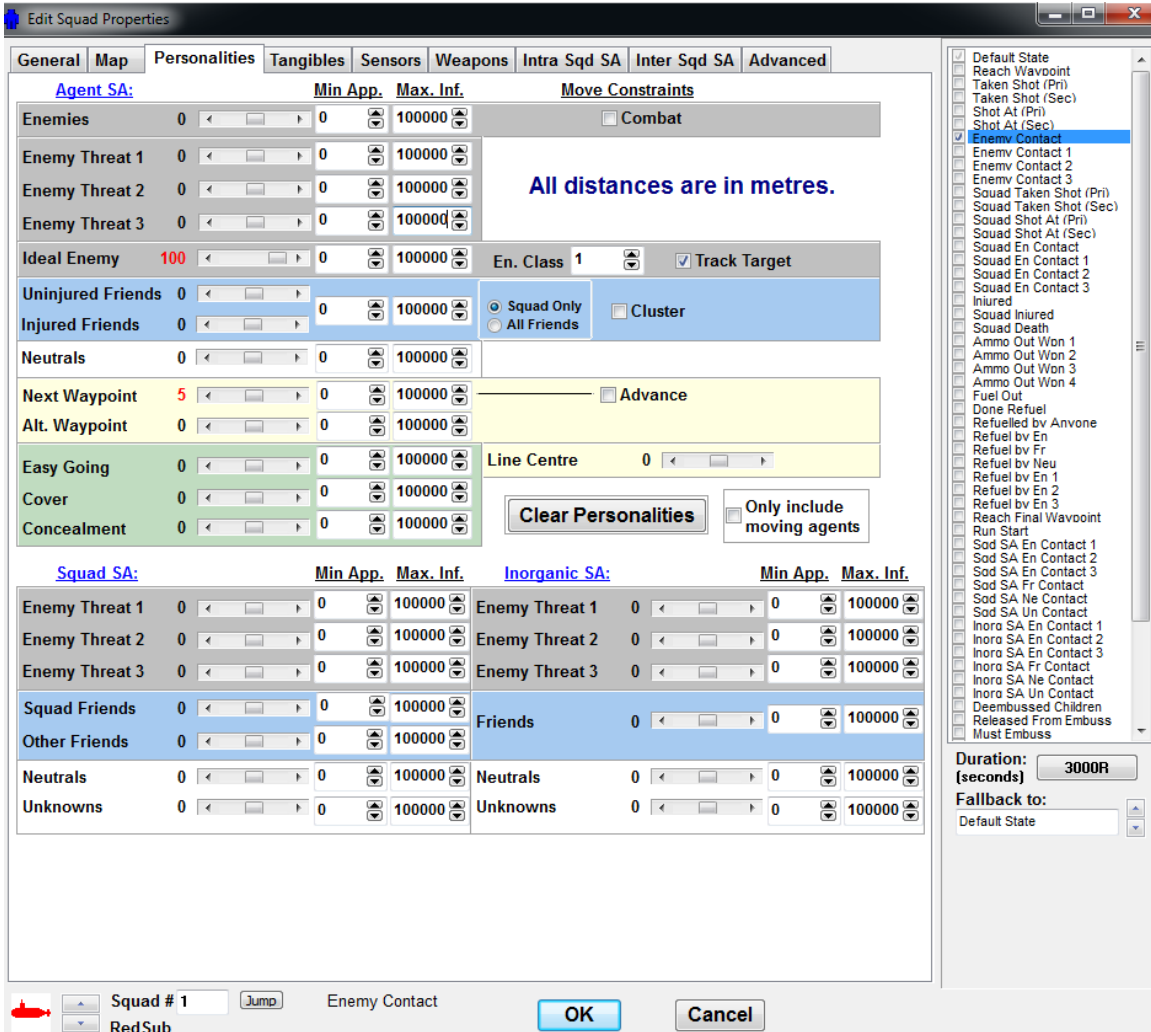 Edit Squad Properties
General Map Personalities Tangibles Sensors Weapons Intra Sqd SA Inter Sqd SA Advanced
Agent SA: Min App. Max. Inf. Move Constraints
Enemies 0 0 100000 Combat
Enemy Threat 1 0 0 100000
Enemy Threat 2 0 0 100000
All distances are in metres.
Enemy Threat 3 0 0 100000
Ideal Enemy 100 0 100000 En. Class 1 Track Target
Uninjured Friends 0
0 100000 Squad Only
All Friends
Cluster
Injured Friends 0
Neutrals 0 0 100000
Next Waypoint 5 0 100000 Advance
Alt. Waypoint 0 0 100000
Easy Going 0 0 100000 Line Centre 0
Cover 0 0 100000
Concealment 0 0 100000
Clear Personalities
Only include
moving agents
Squad SA: Min App. Max. Inf. Inorganic SA: Min App. Max. Inf.
Enemy Threat 1 0 0 100000 Enemy Threat 1 0 0 100000
Enemy Threat 2 0 0 100000 Enemy Threat 2 0 0 100000
Enemy Threat 3 0 0 100000 Enemy Threat 3 0 0 100000
Squad Friends 0 0 100000
Friends 0 0 100000
Other Friends 0 0 100000
Neutrals 0 0 100000 Neutrals 0 0 100000
Unknowns 0 0 100000 Unknowns 0 0 100000
Default State
Reach Waypoint
Taken Shot (Pri)
Taken Shot (Sec)
Shot At (Pri)
Shot At (Sec)
Enemy Contact
Enemy Contact 1
Enemy Contact 2
Enemy Contact 3
Squad Taken Shot (Pri)
Squad Taken Shot (Sec)
Squad Shot At (Pri)
Squad Shot At (Sec)
Squad En Contact
Squad En Contact 1
Squad En Contact 2
Squad En Contact 3
Injured
Squad Injured
Squad Death
Ammo Out Wpn 1
Ammo Out Wpn 2
Ammo Out Wpn 3
Ammo Out Wpn 4
Fuel Out
Done Refuel
Refuelled by Anyone
Refuel by En
Refuel by Fr
Refuel by Neu
Refuel by En 1
Refuel by En 2
Refuel by En 3
Reach Final Waypoint
Run Start
Sqd SA En Contact 1
Sqd SA En Contact 2
Sqd SA En Contact 3
Sqd SA Fr Contact
Sqd SA Ne Contact
Sqd SA Un Contact
Inorg SA En Contact 1
Inorg SA En Contact 2
Inorg SA En Contact 3
Inorg SA Fr Contact
Inorg SA Ne Contact
Inorg SA Un Contact
Deembussed Children
Released From Embuss
Must Embuss
Duration:
(seconds)
3000R
Fallback to:
Default State
Squad # 1 Jump Enemy Contact OK Cancel
RedSub